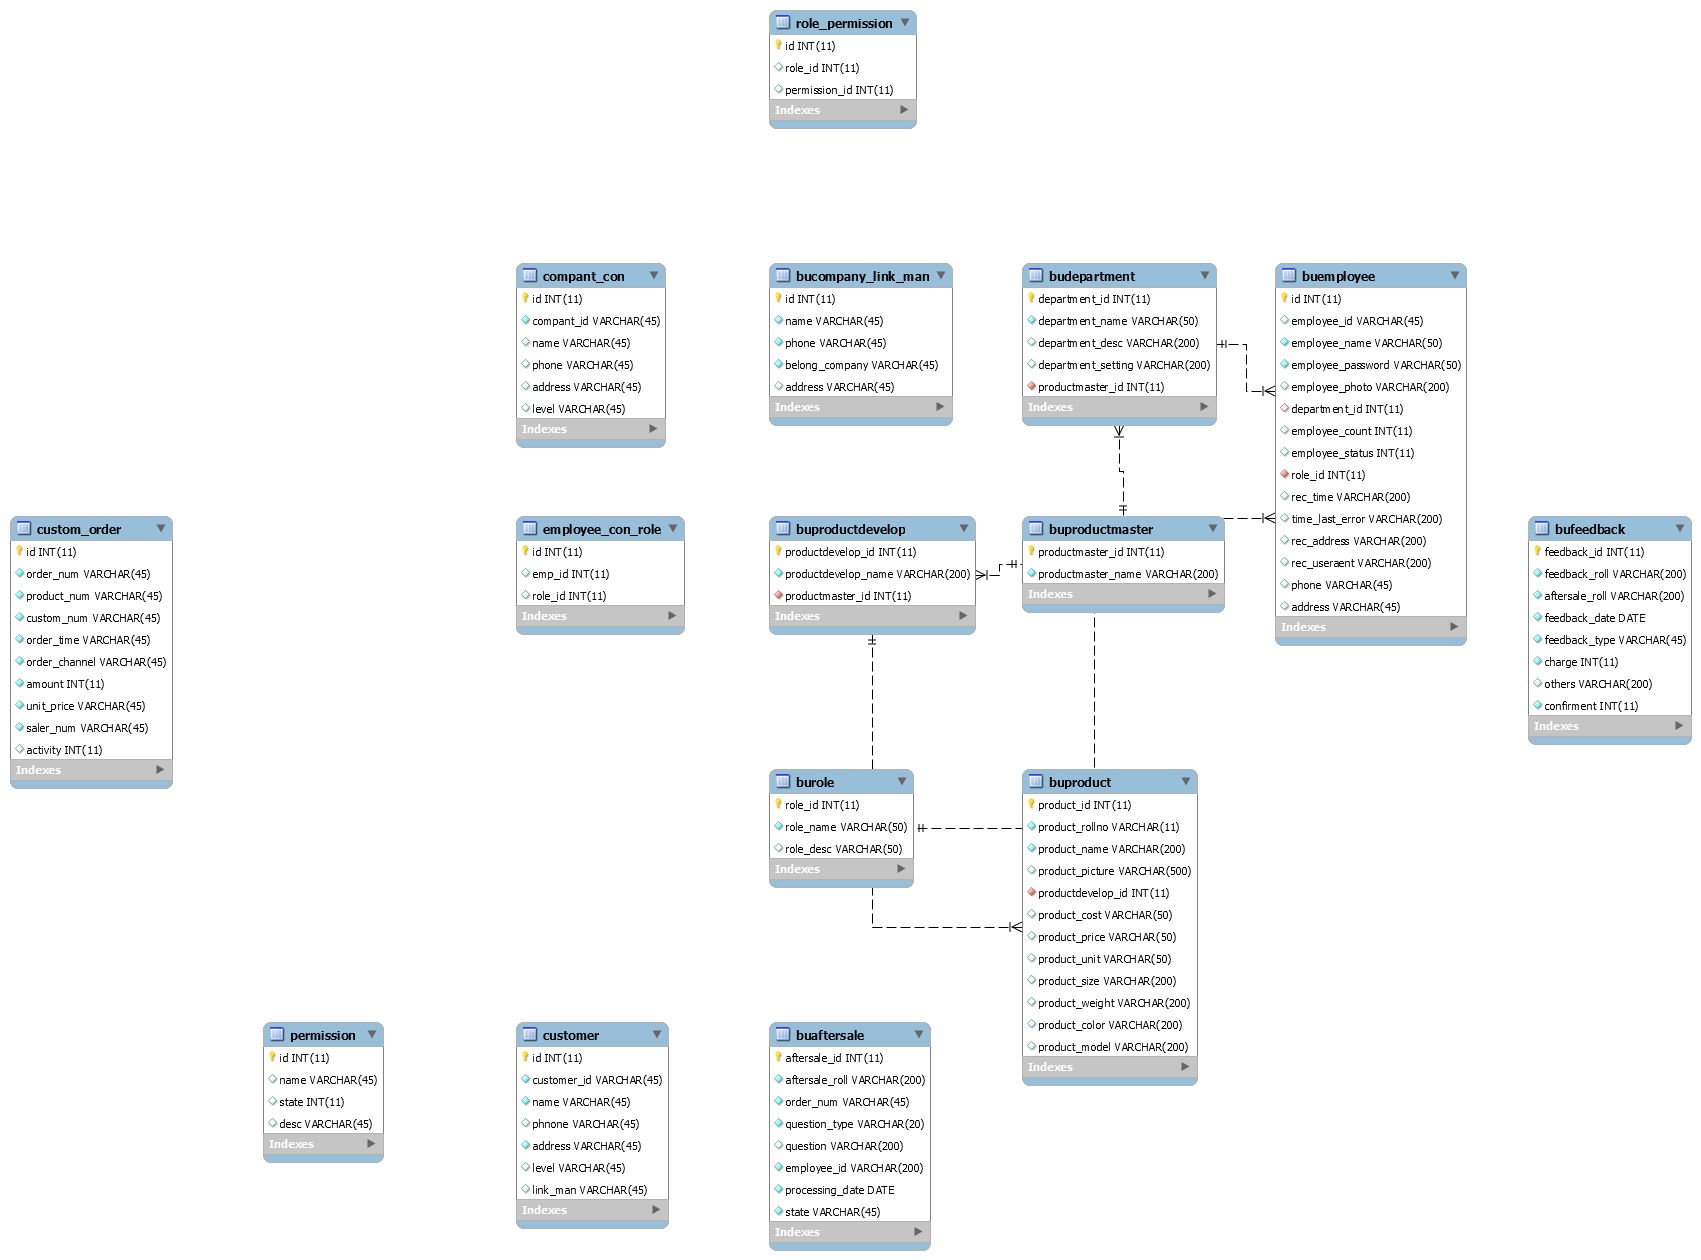 role_permission
id INT(11)
role_id INT(11)
permission_id INT(11)
Indexes
compant_con
id INT(11)
compant_id VARCHAR(45)
name VARCHAR(45)
phone VARCHAR(45)
address VARCHAR(45)
level VARCHAR(45)
Indexes
bucompany_link_man
id INT(11)
name VARCHAR(45)
phone VARCHAR(45)
belong_company VARCHAR(45)
address VARCHAR(45)
Indexes
budepartment
department_id INT(11)
department_name VARCHAR(50)
department_desc VARCHAR(200)
department_setting VARCHAR(200)
productmaster_id INT(11)
Indexes
buemployee
id INT(11)
employee_id VARCHAR(45)
employee_name VARCHAR(50)
employee_password VARCHAR(50)
employee_photo VARCHAR(200)
department_id INT(11)
employee_count INT(11)
employee_status INT(11)
role_id INT(11)
rec_time VARCHAR(200)
time_last_error VARCHAR(200)
rec_address VARCHAR(200)
rec_useraent VARCHAR(200)
phone VARCHAR(45)
address VARCHAR(45)
Indexes
custom_order
id INT(11)
order_num VARCHAR(45)
product_num VARCHAR(45)
custom_num VARCHAR(45)
order_time VARCHAR(45)
order_channel VARCHAR(45)
amount INT(11)
unit_price VARCHAR(45)
saler_num VARCHAR(45)
activity INT(11)
Indexes
employee_con_role
id INT(11)
emp_id INT(11)
role_id INT(11)
Indexes
buproductdevelop
productdevelop_id INT(11)
productdevelop_name VARCHAR(200)
productmaster_id INT(11)
Indexes
buproductmaster
productmaster_id INT(11)
productmaster_name VARCHAR(200)
Indexes
bufeedback
feedback_id INT(11)
feedback_roll VARCHAR(200)
aftersale_roll VARCHAR(200)
feedback_date DATE
feedback_type VARCHAR(45)
charge INT(11)
others VARCHAR(200)
confirment INT(11)
Indexes
burole
role_id INT(11)
role_name VARCHAR(50)
role_desc VARCHAR(50)
Indexes
buproduct
product_id INT(11)
product_rollno VARCHAR(11)
product_name VARCHAR(200)
product_picture VARCHAR(500)
productdevelop_id INT(11)
product_cost VARCHAR(50)
product_price VARCHAR(50)
product_unit VARCHAR(50)
product_size VARCHAR(200)
product_weight VARCHAR(200)
product_color VARCHAR(200)
product_model VARCHAR(200)
Indexes
permission
id INT(11)
name VARCHAR(45)
state INT(11)
desc VARCHAR(45)
Indexes
customer
id INT(11)
customer_id VARCHAR(45)
name VARCHAR(45)
phnone VARCHAR(45)
address VARCHAR(45)
level VARCHAR(45)
link_man VARCHAR(45)
Indexes
buaftersale
aftersale_id INT(11)
aftersale_roll VARCHAR(200)
order_num VARCHAR(45)
question_type VARCHAR(20)
question VARCHAR(200)
employee_id VARCHAR(200)
processing_date DATE
state VARCHAR(45)
Indexes